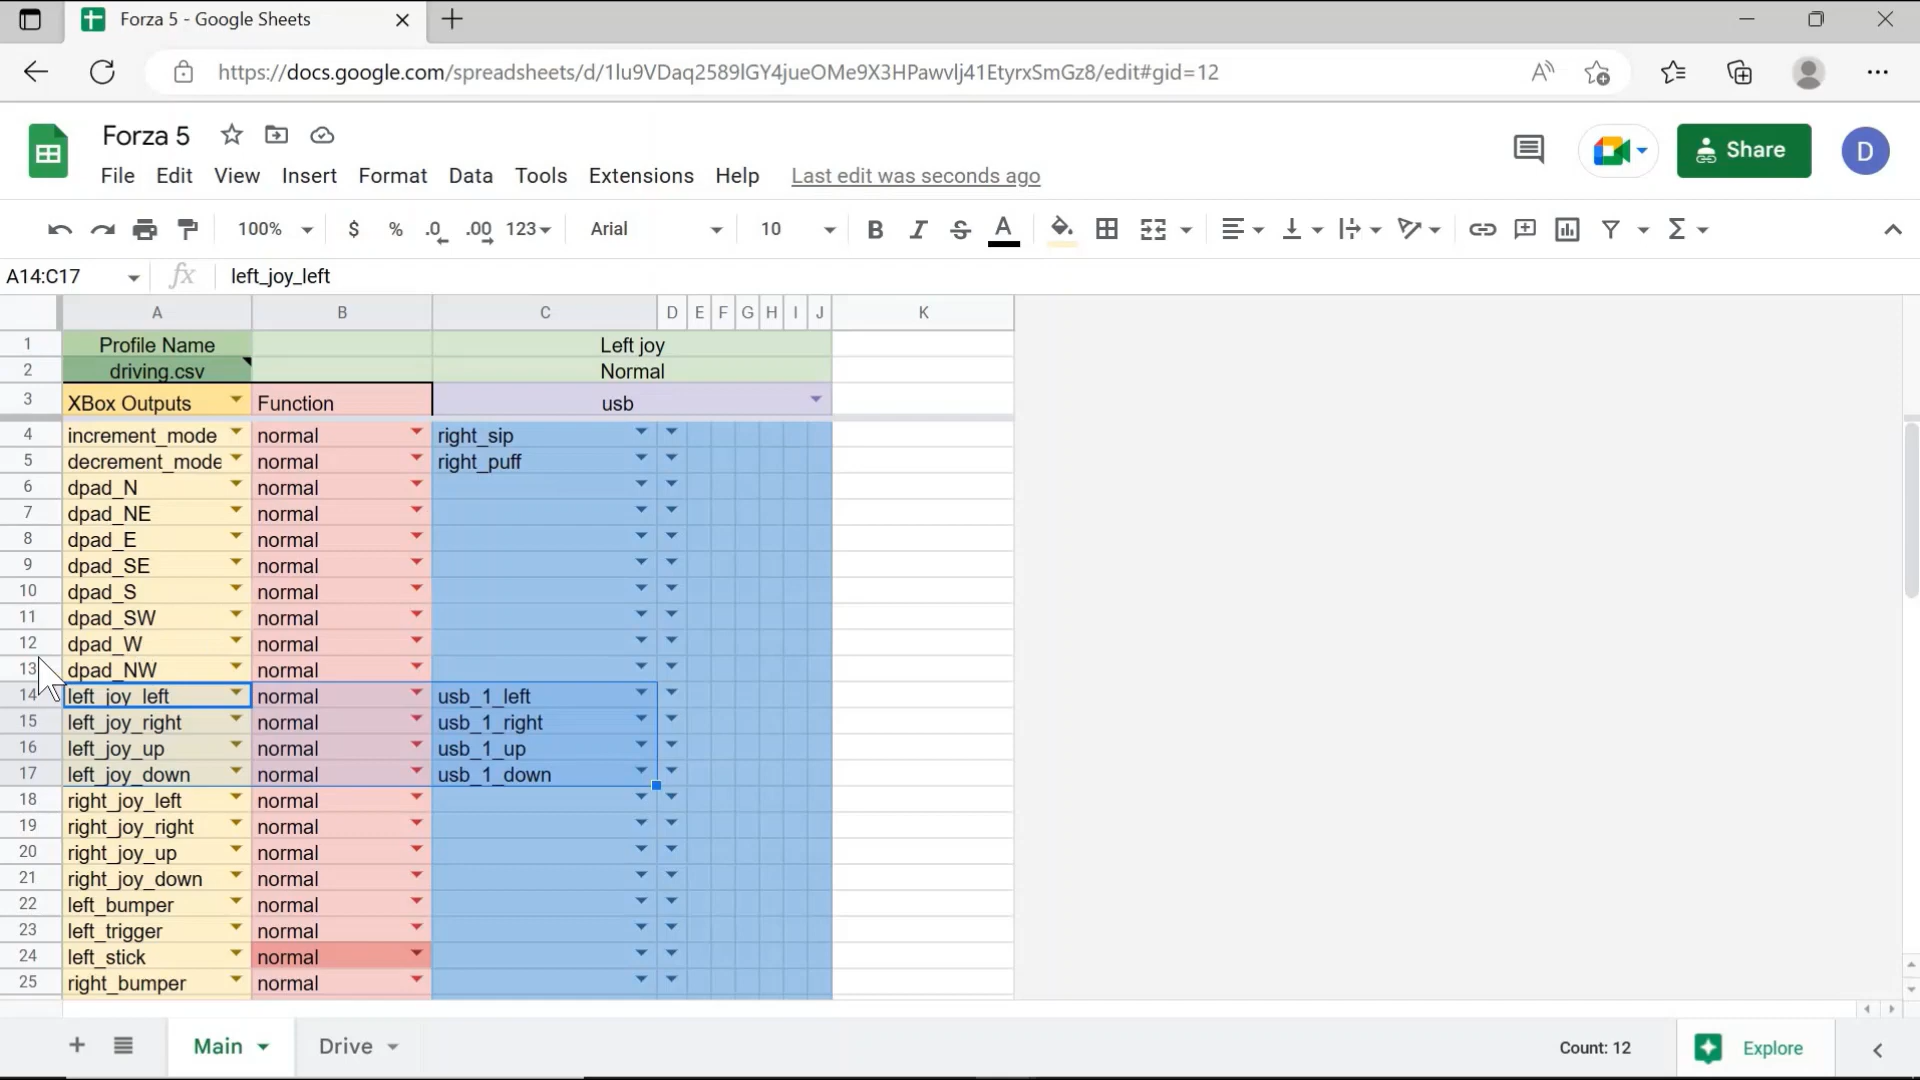 Forza 5 - Google Sheets
https://docs.google.com/spreadsheets/d/1lu9VDaq2589lGY4jueOMe9X3HPawvlj41EtyrxSmGz8/edit#gid=12
Forza 5
Share
D
File Edit View Insert Format Data Tools Extensions Help Last edit was seconds ago
100% $ % .0 .00 123 Arial 10 B I S A
A14:C17 fx left_joy_left
A B C D E F G H I J K
1 Profile Name Left joy
2 driving.csv Normal
3 XBox Outputs Function usb
4 increment_mode normal right_sip
5 decrement_mode normal right_puff
6 dpad_N normal
7 dpad_NE normal
8 dpad_E normal
9 dpad_SE normal
10 dpad_S normal
11 dpad_SW normal
12 dpad_W normal
13 dpad_NW normal
14 left_joy_left normal usb_1_left
15 left_joy_right normal usb_1_right
16 left_joy_up normal usb_1_up
17 left_joy_down normal usb_1_down
18 right_joy_left normal
19 right_joy_right normal
20 right_joy_up normal
21 right_joy_down normal
22 left_bumper normal
23 left_trigger normal
24 left_stick normal
25 right_bumper normal
Main Drive Count: 12 Explore